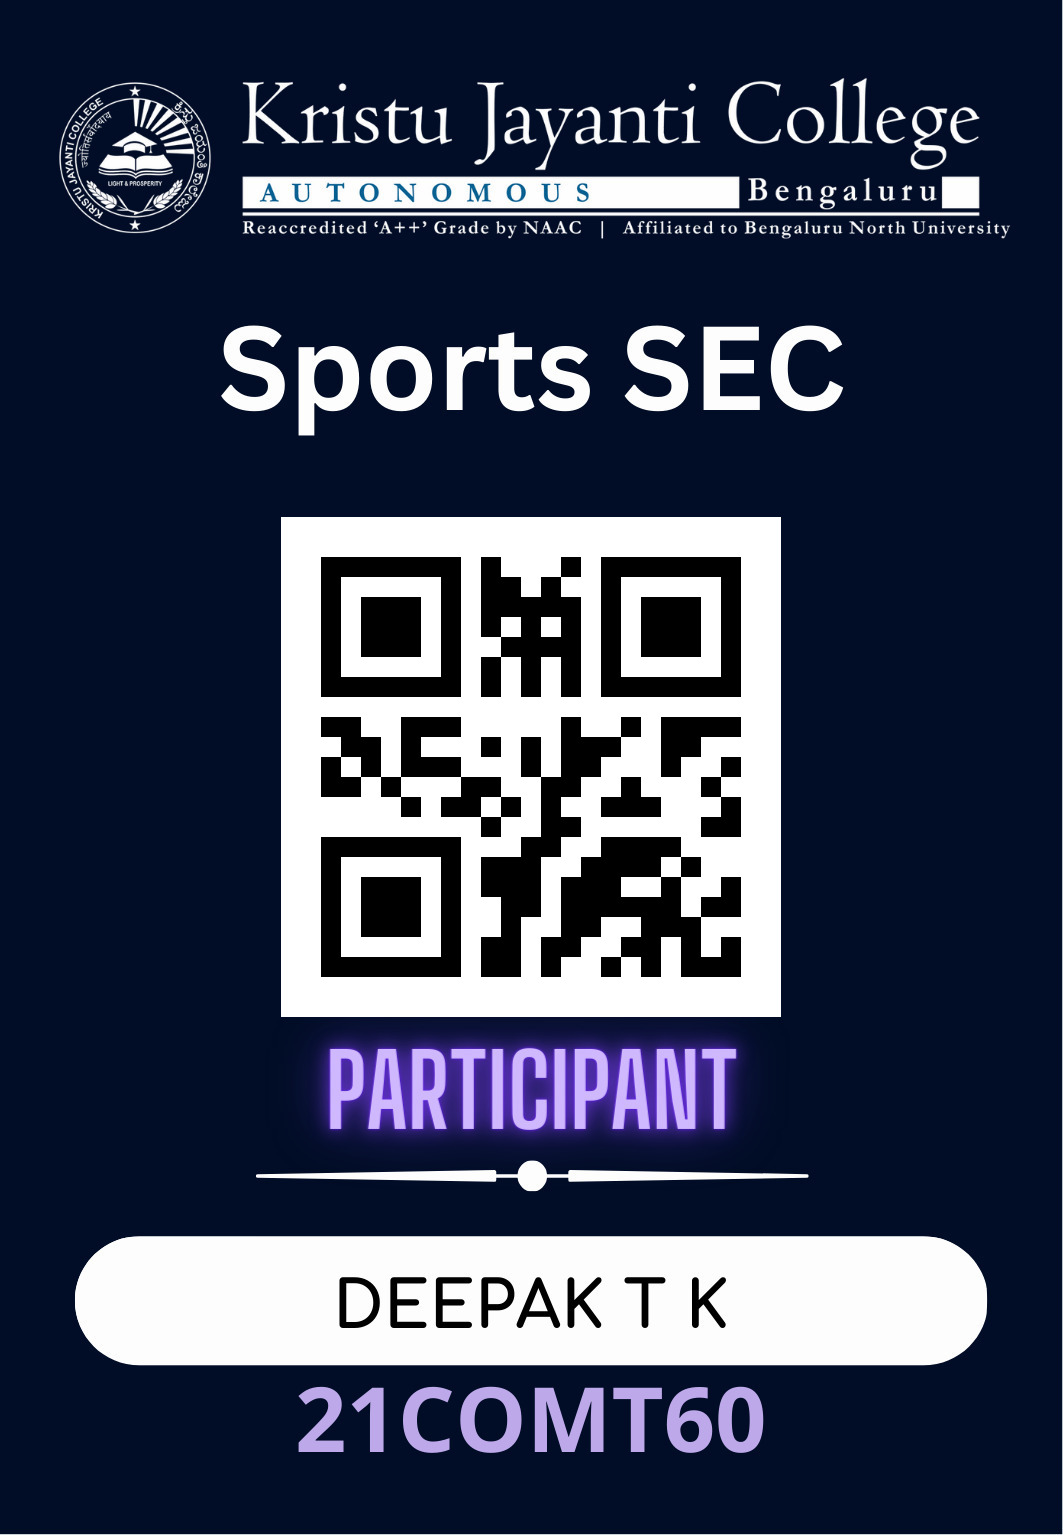 KRISTU JAYANTI COLLEGE
ज्योतिसंवादयाय
LIGHT & PROSPERITY
Kristu Jayanti College
AUTONOMOUS Bengaluru
Reaccredited ‘A++’ Grade by NAAC | Affiliated to Bengaluru North University
Sports SEC
PARTICIPANT
DEEPAK T K
21COMT60